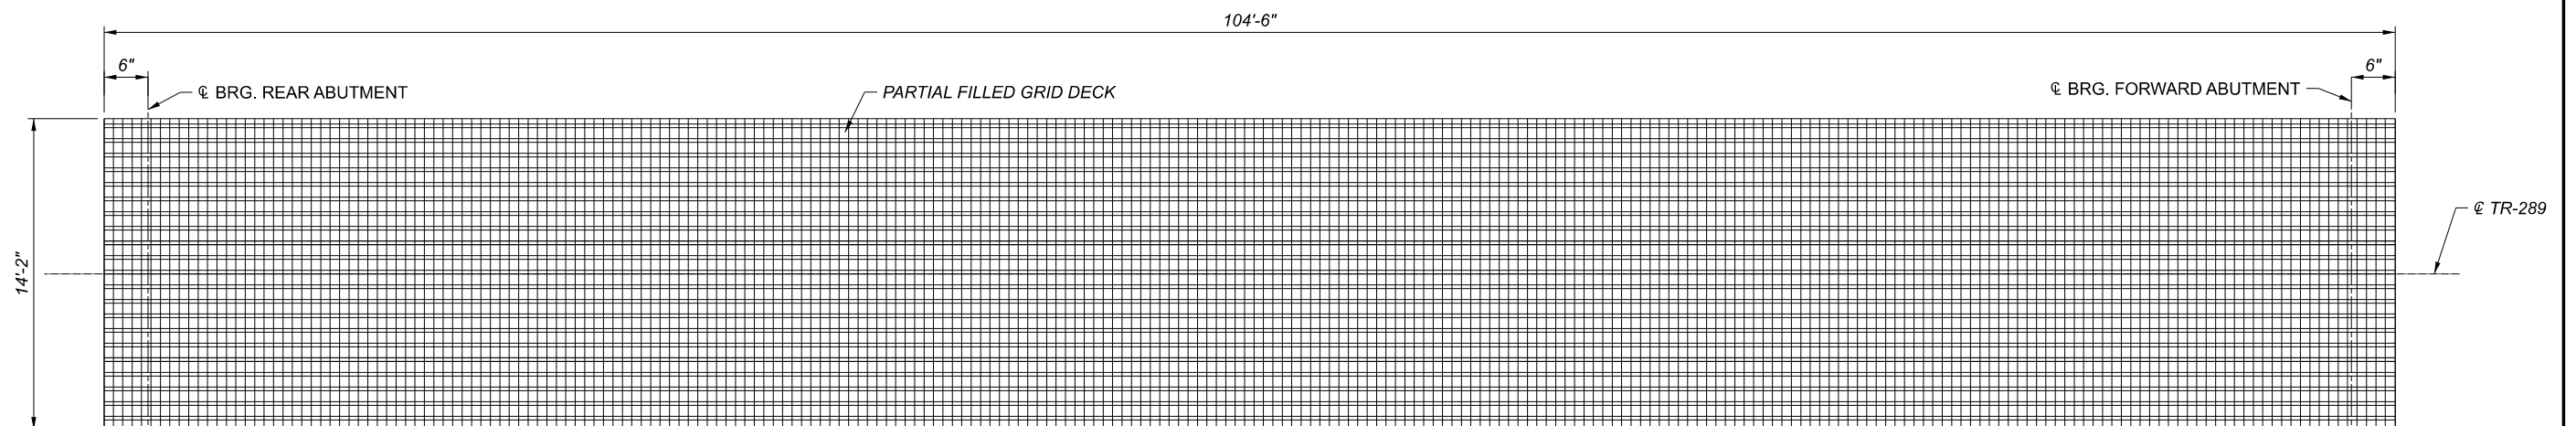 104'-6"
6"
6"
℄ BRG. REAR ABUTMENT
PARTIAL FILLED GRID DECK
℄ BRG. FORWARD ABUTMENT
℄ TR-289
14'-2"